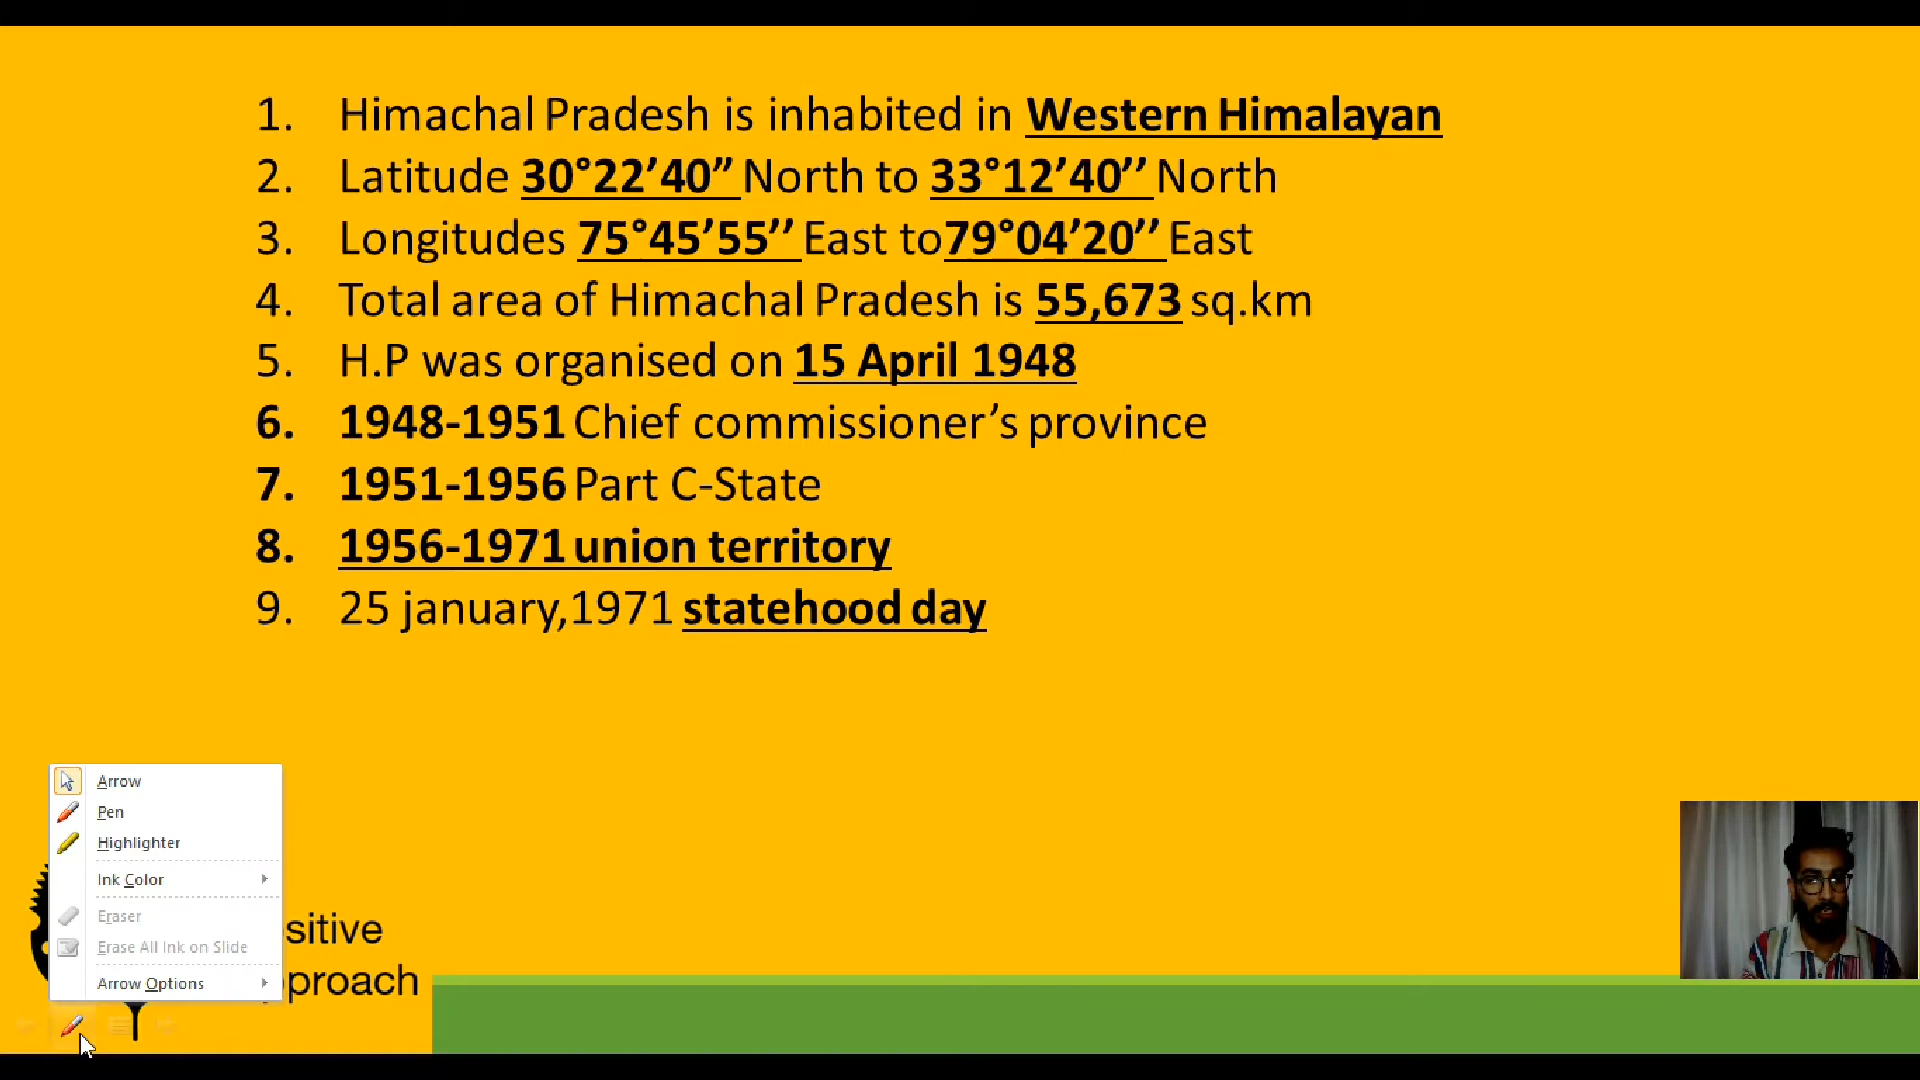 1. Himachal Pradesh is inhabited in Western Himalayan
2. Latitude 30°22’40” North to 33°12’40’’ North
3. Longitudes 75°45’55’’ East to79°04’20’’ East
4. Total area of Himachal Pradesh is 55,673 sq.km
5. H.P was organised on 15 April 1948
6. 1948-1951 Chief commissioner’s province
7. 1951-1956 Part C-State
8. 1956-1971 union territory
9. 25 january,1971 statehood day
Arrow
Pen
Highlighter
Ink Color
Eraser
Erase All Ink on Slide
Arrow Options
sitive
pproach